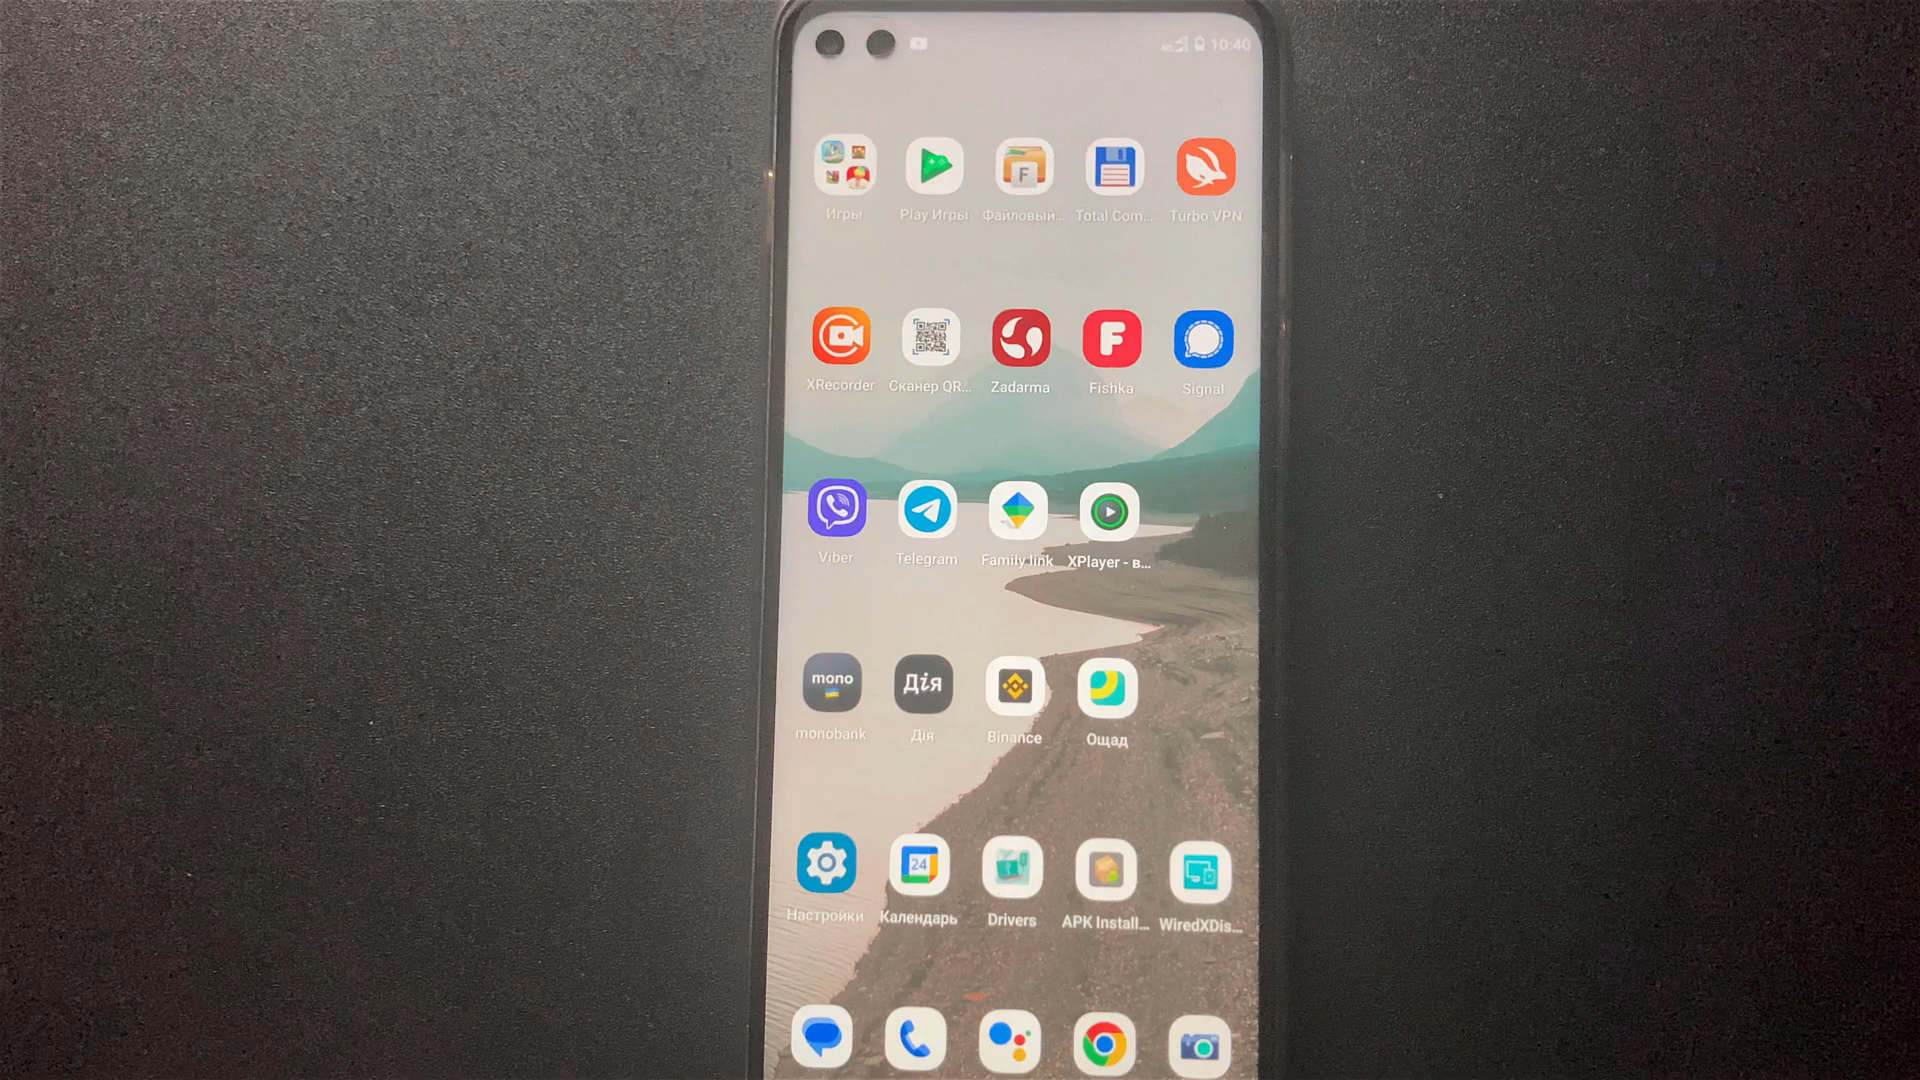 10:40
Игры Play Игры Файловый... Total Com... Turbo VPN
XRecorder Сканер QR... Zadarma Fishka Signal
Viber Telegram Family link XPlayer - в...
mono Дія
monobank Дія Binance Ощад
24
Настройки Календарь Drivers APK Install... WiredXDis...